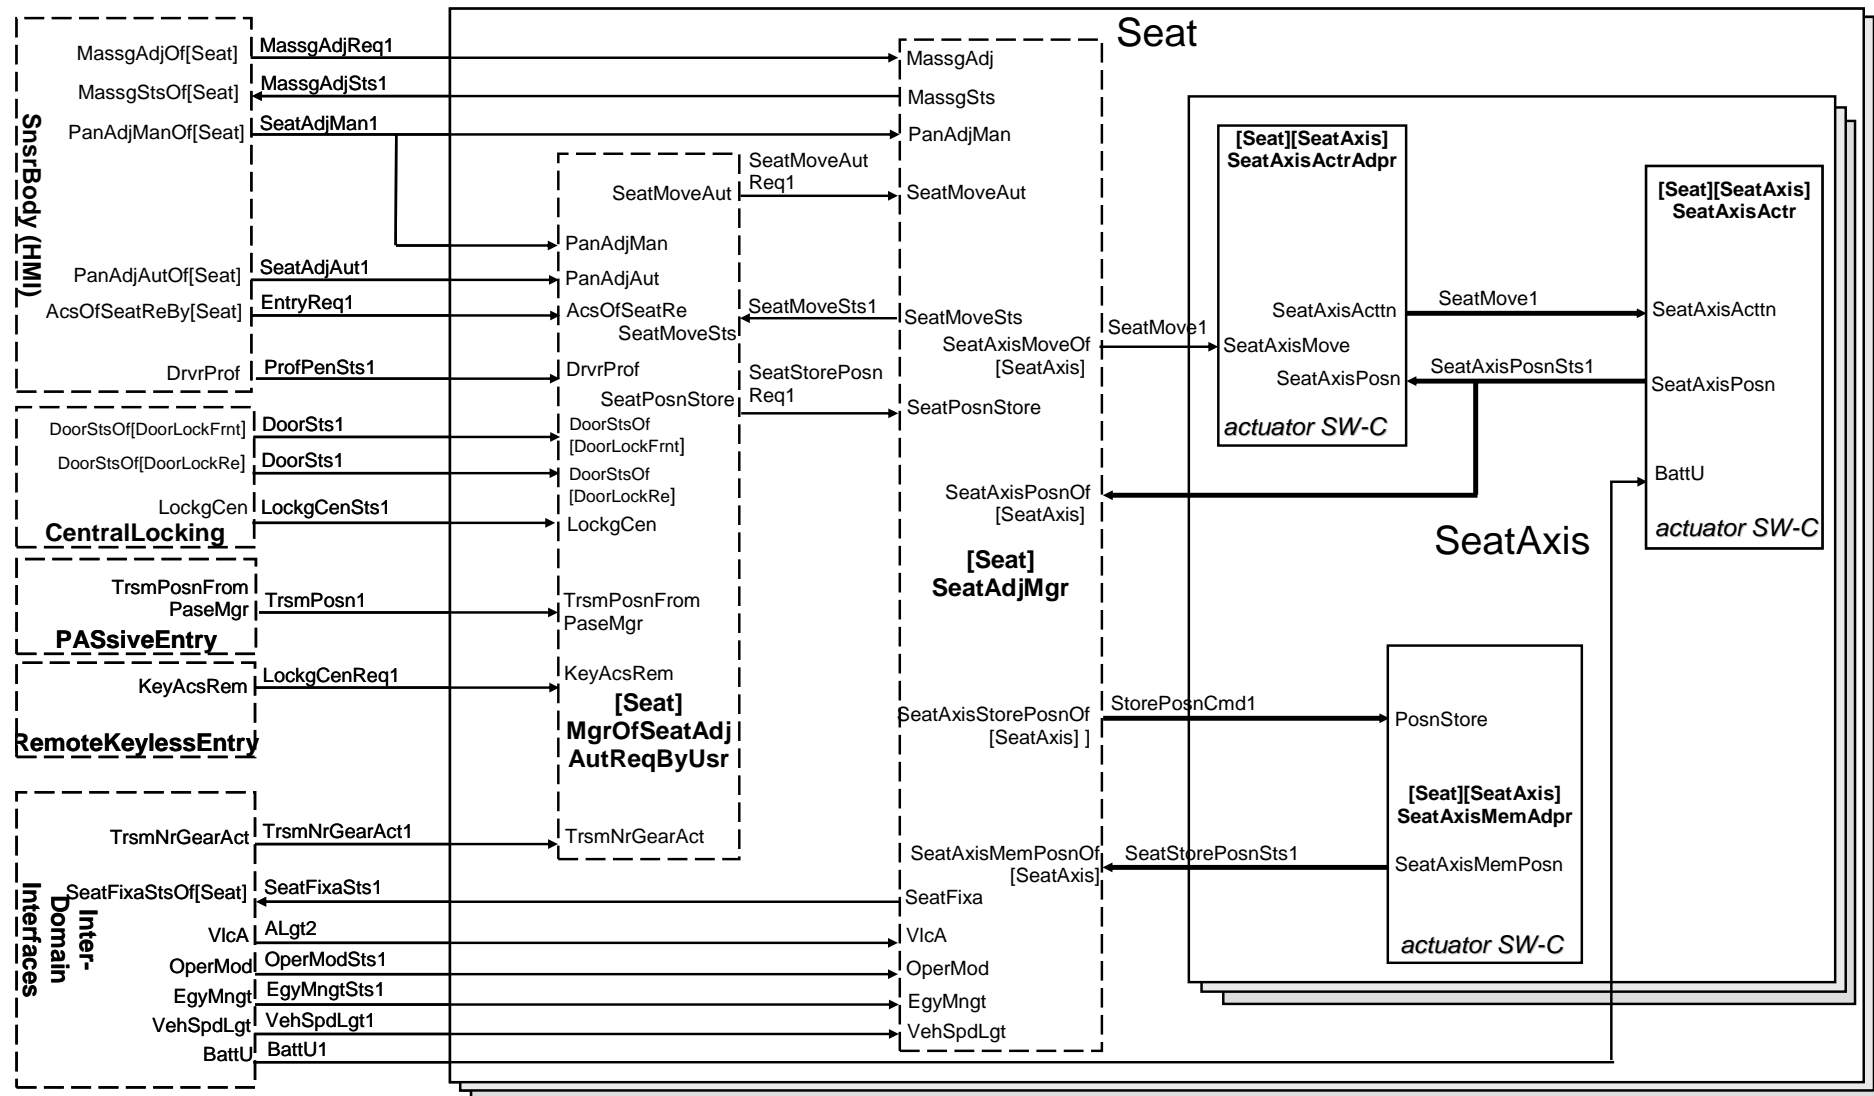 Seat
MassgAdjOf[Seat]
MassgAdjReq1
MassgAdj
MassgStsOf[Seat]
MassgAdjSts1
MassgSts
PanAdjManOf[Seat]
SeatAdjMan1
PanAdjMan
SnsrBody (HMI)
SeatMoveAut
SeatMoveAut
Req1
SeatMoveAut
PanAdjMan
PanAdjAutOf[Seat]
SeatAdjAut1
PanAdjAut
AcsOfSeatReBy[Seat]
EntryReq1
AcsOfSeatRe
SeatMoveSts
SeatMoveSts1
SeatMoveSts
DrvrProf
ProfPenSts1
DrvrProf
SeatPosnStore
SeatStorePosn
Req1
SeatPosnStore
DoorStsOf[DoorLockFrnt]
DoorSts1
DoorStsOf
[DoorLockFrnt]
DoorStsOf[DoorLockRe]
DoorSts1
DoorStsOf
[DoorLockRe]
LockgCen
LockgCenSts1
LockgCen
CentralLocking
TrsmPosnFrom
PaseMgr
TrsmPosn1
TrsmPosnFrom
PaseMgr
PASsiveEntry
KeyAcsRem
LockgCenReq1
KeyAcsRem
RemoteKeylessEntry
[Seat]
MgrOfSeatAdj
AutReqByUsr
TrsmNrGearAct
TrsmNrGearAct1
TrsmNrGearAct
Inter-
Domain
Interfaces
SeatFixaStsOf[Seat]
SeatFixaSts1
SeatFixa
VlcA
ALgt2
VlcA
OperMod
OperModSts1
OperMod
EgyMngt
EgyMngtSts1
EgyMngt
VehSpdLgt
VehSpdLgt1
VehSpdLgt
BattU
BattU1
SeatAxisMoveOf
[SeatAxis]
SeatMove1
SeatAxisPosnOf
[SeatAxis]
[Seat]
SeatAdjMgr
SeatAxisStorePosnOf
[SeatAxis] ]
StorePosnCmd1
SeatAxisMemPosnOf
[SeatAxis]
SeatStorePosnSts1
[Seat][SeatAxis]
SeatAxisActrAdpr
SeatAxisActtn
SeatAxisMove
SeatAxisPosn
actuator SW-C
SeatMove1
SeatAxisPosnSts1
[Seat][SeatAxis]
SeatAxisActr
SeatAxisActtn
SeatAxisPosn
BattU
actuator SW-C
SeatAxis
PosnStore
[Seat][SeatAxis]
SeatAxisMemAdpr
SeatAxisMemPosn
actuator SW-C